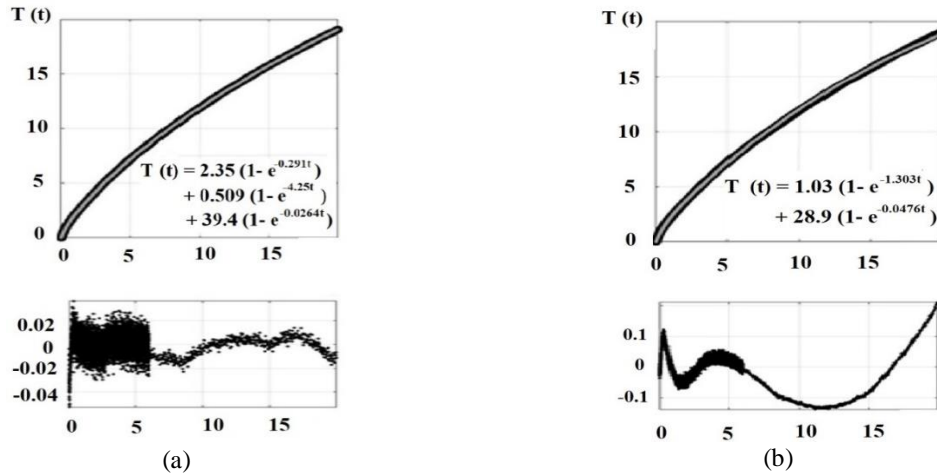 T (t)
15
10
5
0
T (t) = 2.35 (1- e^-0.291t)
+ 0.509 (1- e^-4.25t)
+ 39.4 (1- e^-0.0264t)
0 5 10 15
0.02
0
-0.02
-0.04
0 5 10 15
(a)
T (t)
15
10
5
0
T (t) = 1.03 (1- e^-1.303t)
+ 28.9 (1- e^-0.0476t)
0 5 10 15
0.1
0
-0.1
0 5 10 15
(b)